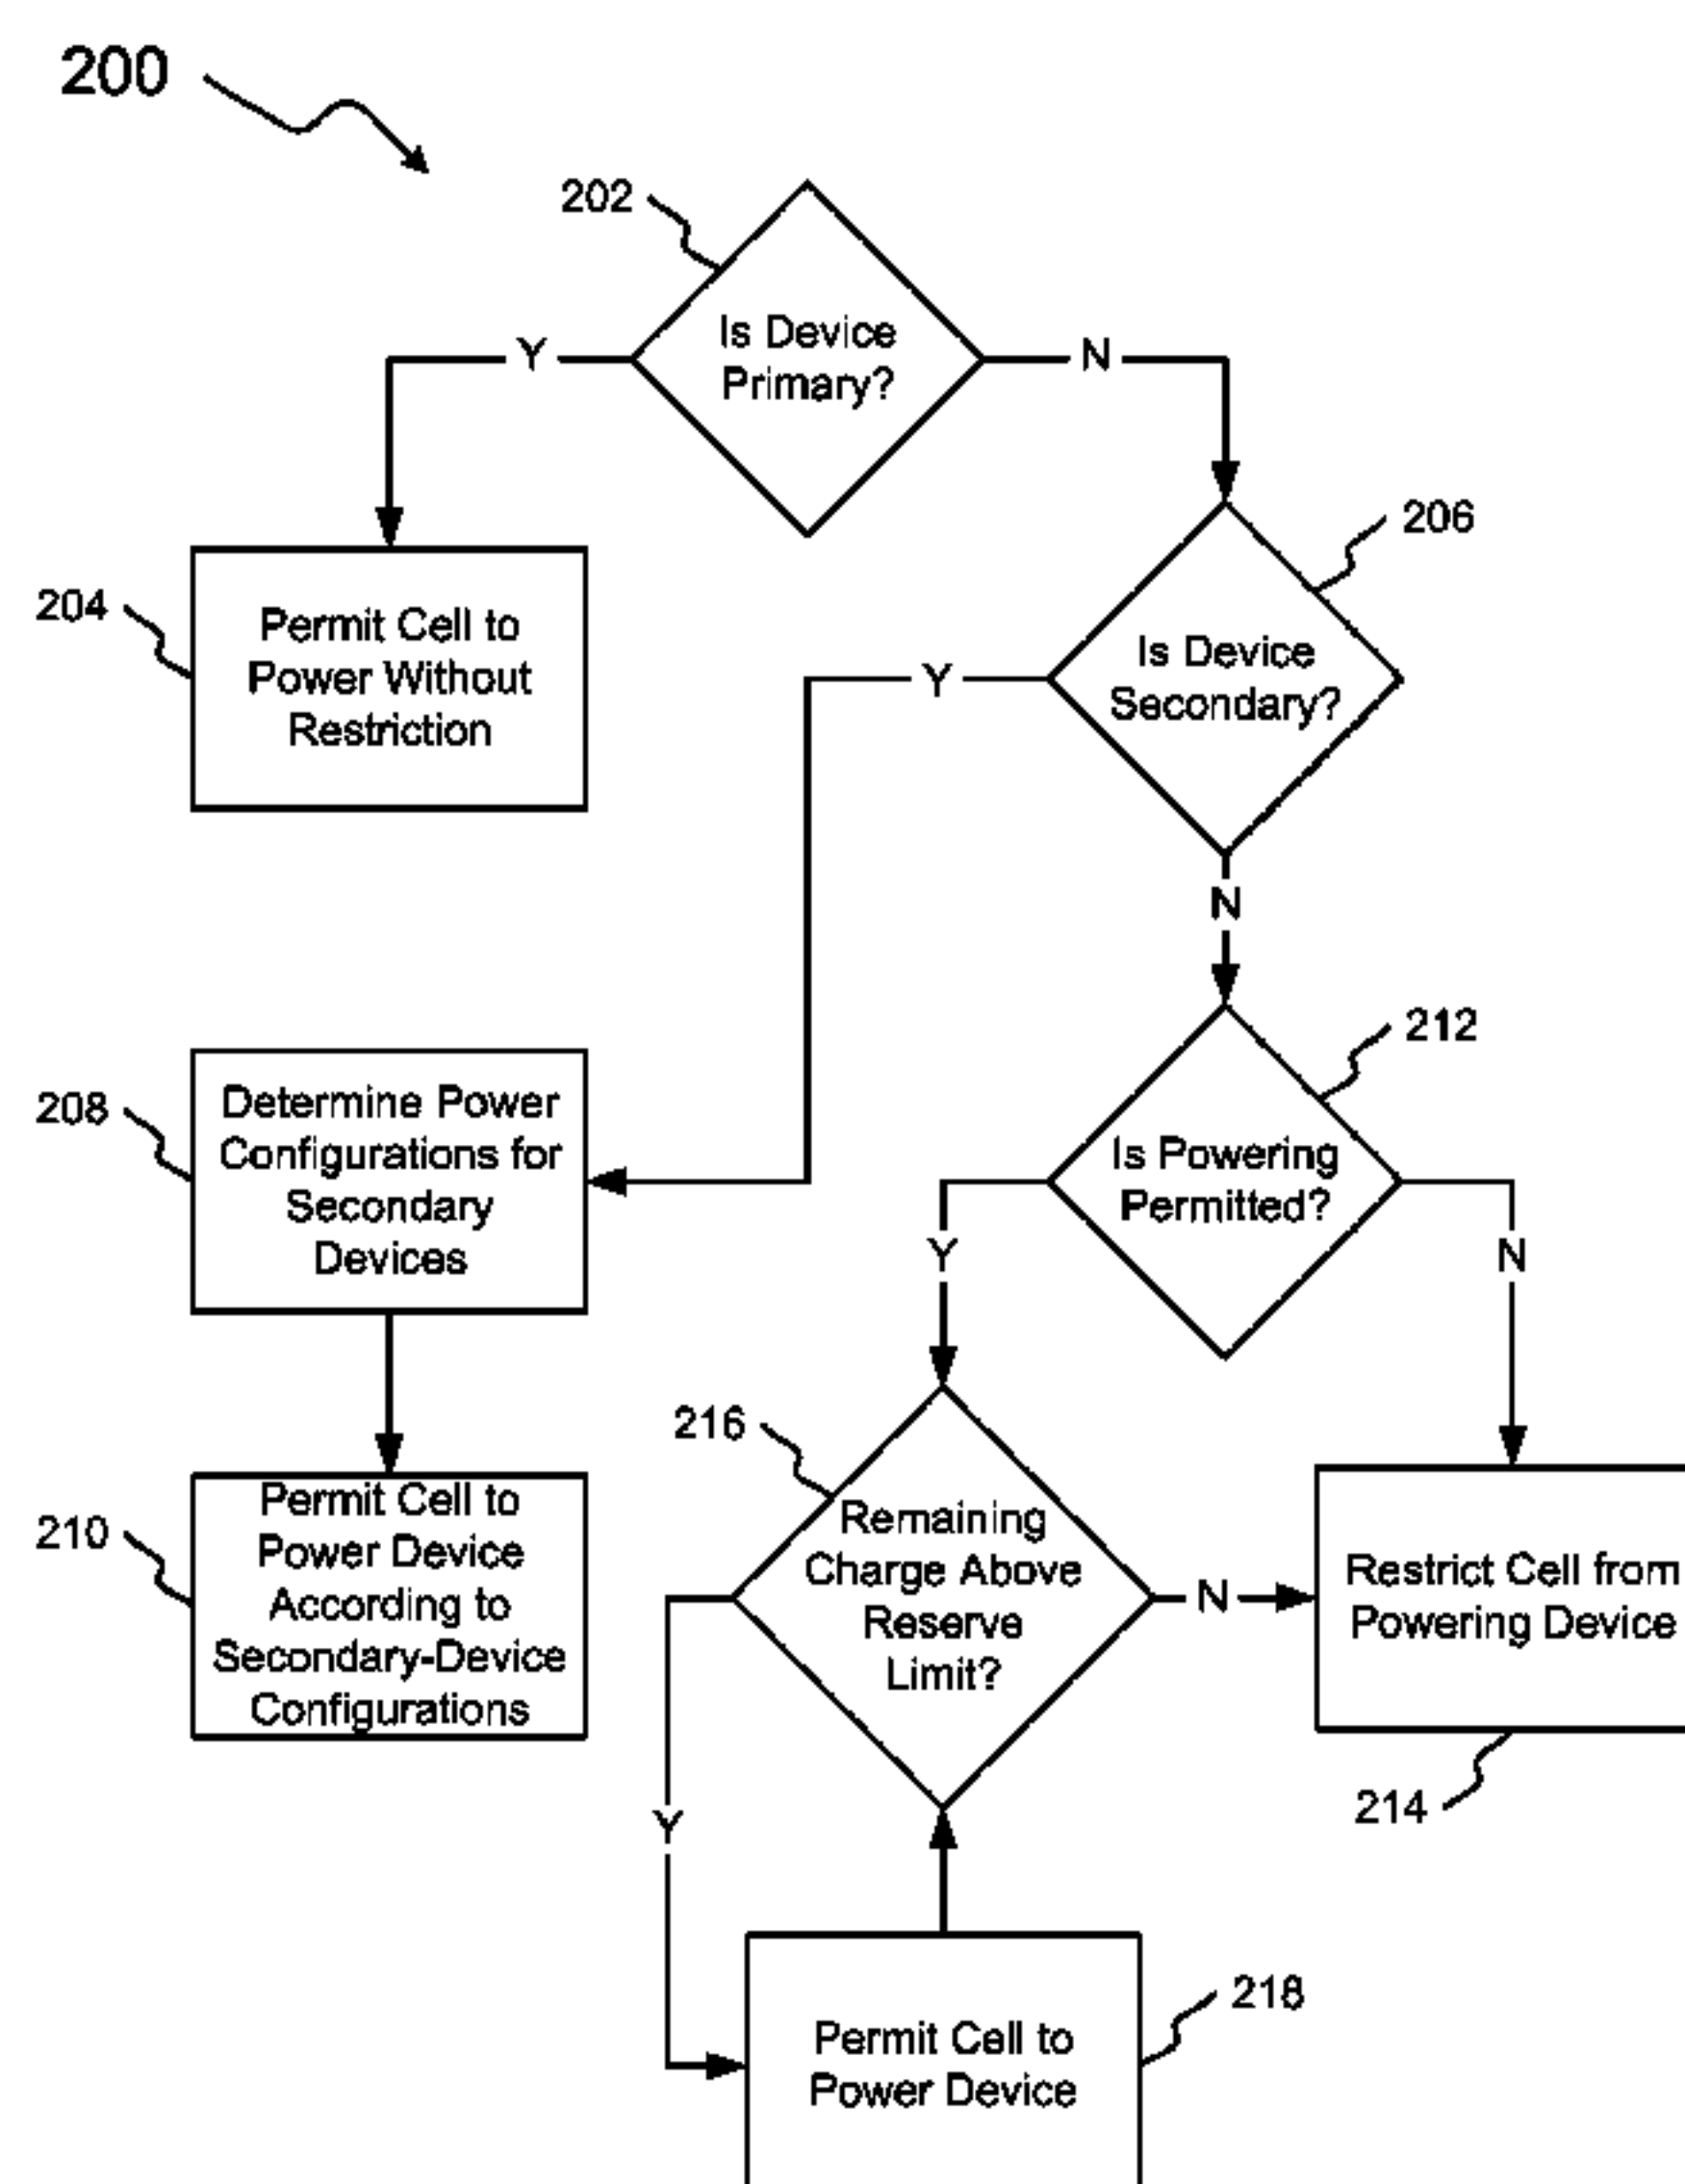 200
202
Is Device
Primary?
Y
N
206
204
Permit Cell to
Power Without
Restriction
Is Device
Secondary?
Y
N
212
208
Determine Power
Configurations for
Secondary
Devices
Is Powering
Permitted?
Y
N
216
210
Permit Cell to
Power Device
According to
Secondary-Device
Configurations
Remaining
Charge Above
Reserve
Limit?
N
Restrict Cell from
Powering Device
214
Y
218
Permit Cell to
Power Device